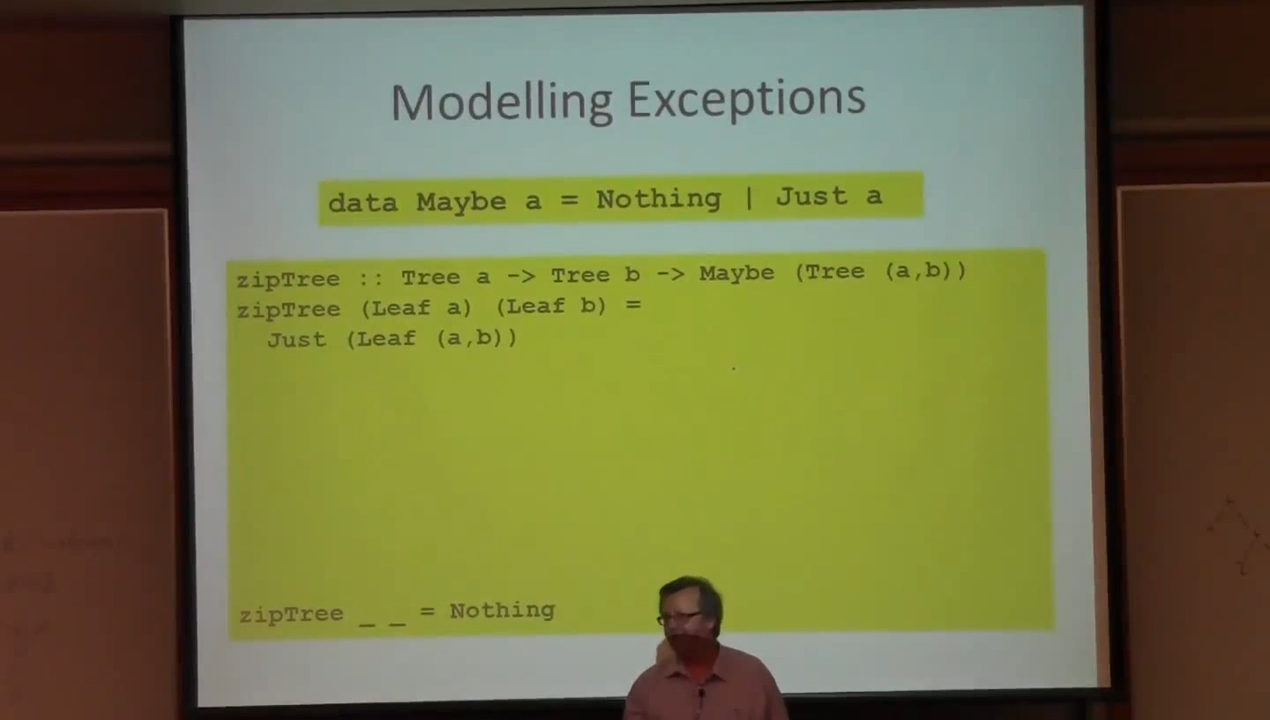 Modelling Exceptions
data Maybe a = Nothing | Just a
zipTree :: Tree a -> Tree b -> Maybe (Tree (a,b))
zipTree (Leaf a) (Leaf b) =
  Just (Leaf (a,b))
zipTree _ _ = Nothing